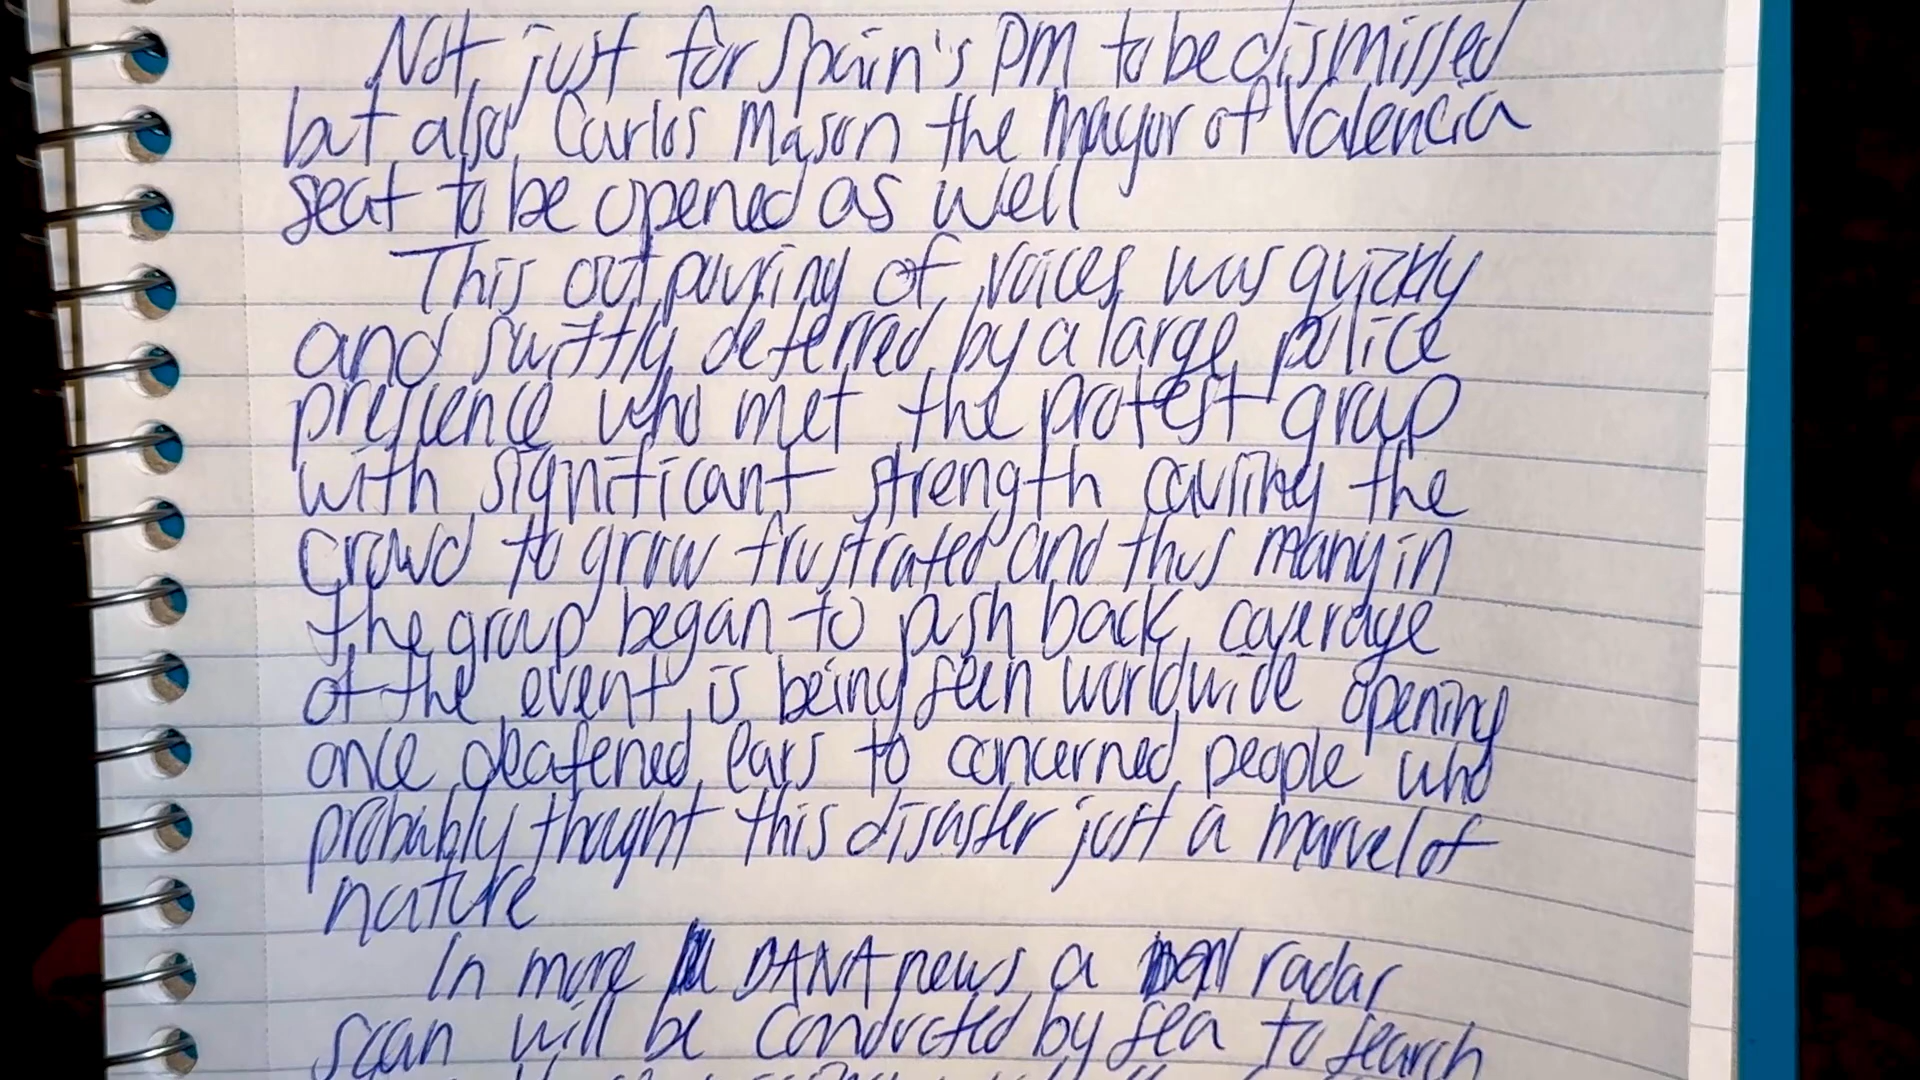 Not just for Spain's PM to be dismissed
but also Carlos Mason the mayor of Valencia
seat to be opened as well
This outpouring of voices was quickly
and swiftly deferred by a large police
prescence who met the protest group
with significant strength causing the
crowd to grow frustrated and thus many in
the group began to push back, coverage
of the event is being seen worldwide opening
once deafened ears to concerned people who
probably thought this disaster just a marvel of
nature
In more DANA news a radar
scan will be conducted by sea to search